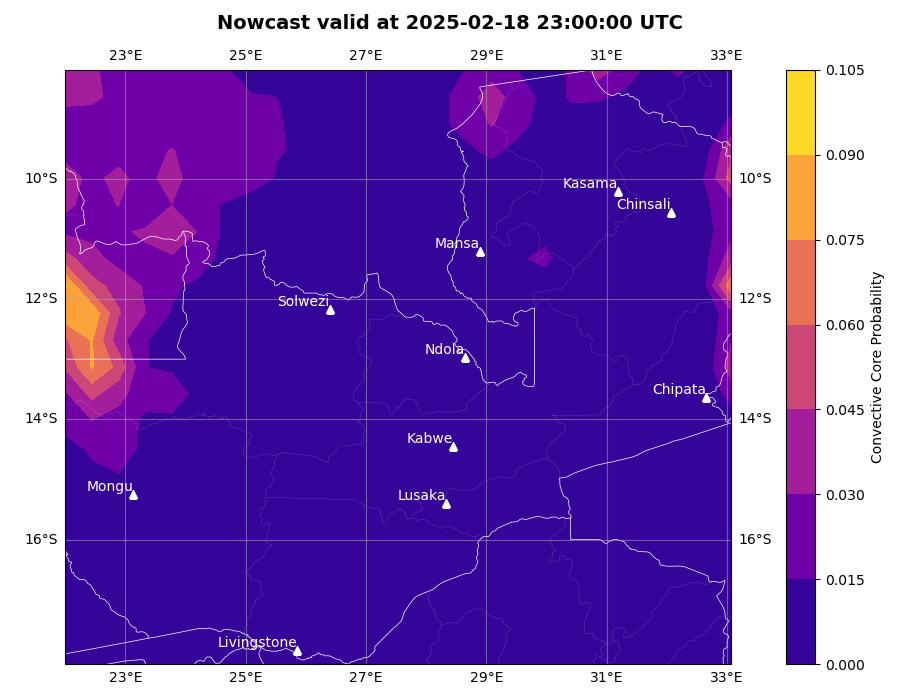 Nowcast valid at 2025-02-18 23:00:00 UTC
23°E 25°E 27°E 29°E 31°E 33°E
0.105
0.090
10°S Kasama 10°S
Chinsali
0.075
Mansa
12°S Solwezi 12°S
0.060
Ndola
Chipata
0.045
14°S 14°S
Kabwe
Mongu Lusaka
0.030
16°S 16°S
0.015
Livingstone
0.000
23°E 25°E 27°E 29°E 31°E 33°E
Convective Core Probability